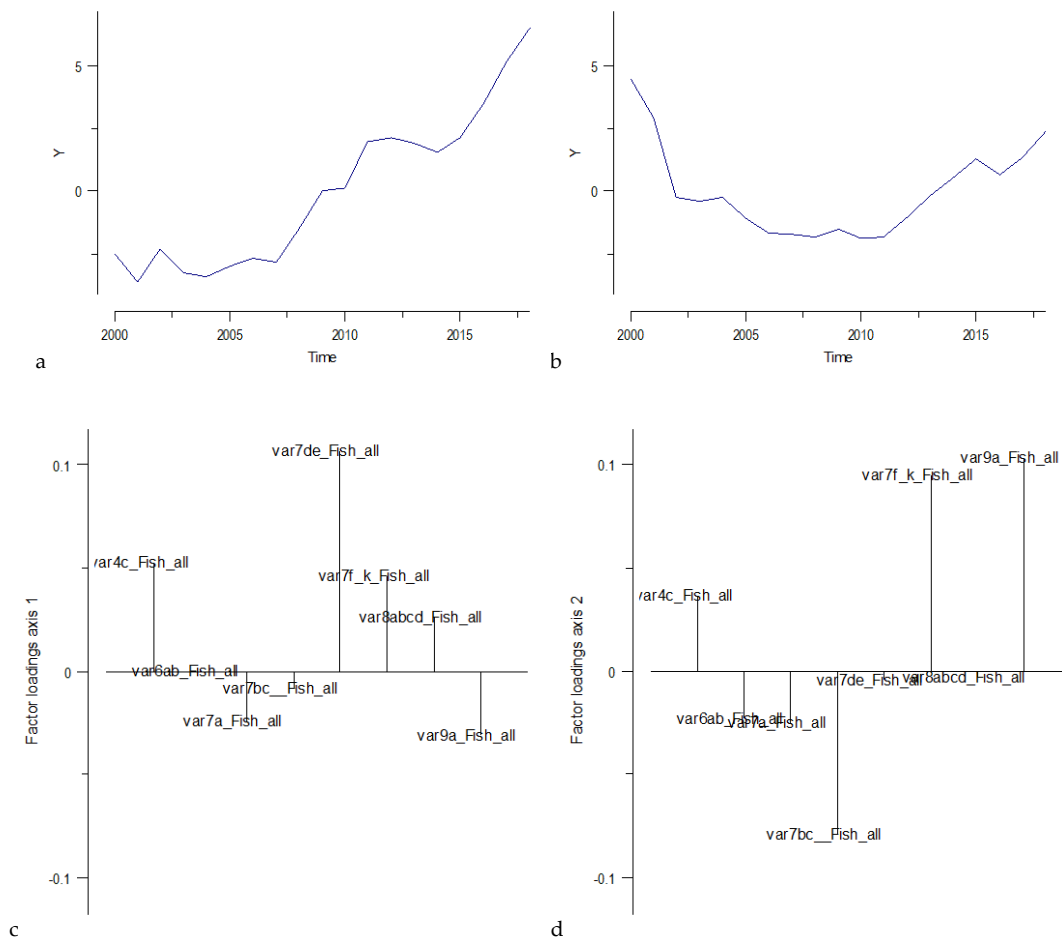 5
Y
0
2000 2005 2010 2015
Time
a
5
Y
0
2000 2005 2010 2015
Time
b
0.1
Factor loadings axis 1
0
-0.1
var7de_Fish_all
var4c_Fish_all
var7f_k_Fish_all
var8abcd_Fish_all
var6ab_Fish_all
var7bc__Fish_all
var7a_Fish_all
var9a_Fish_all
c
0.1
Factor loadings axis 2
0
-0.1
var9a_Fish_all
var7f_k_Fish_all
var4c_Fish_all
var7de_Fish_all
var8abcd_Fish_all
var6ab_Fish_all
var7a_Fish_all
var7bc__Fish_all
d